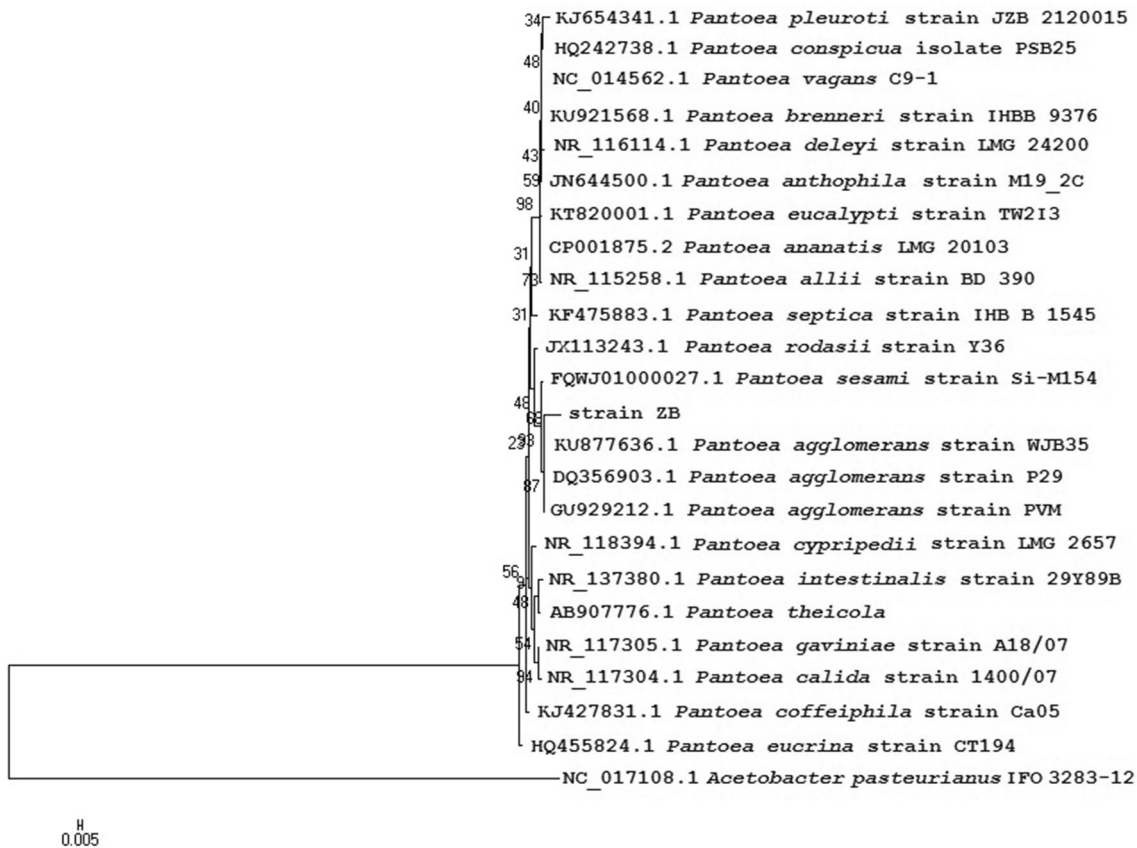 34 KJ654341.1 Pantoea pleuroti strain JZB 2120015
HQ242738.1 Pantoea conspicua isolate PSB25
48
NC_014562.1 Pantoea vagans C9-1
40
KU921568.1 Pantoea brenneri strain IHBB 9376
NR_116114.1 Pantoea deleyi strain LMG 24200
43
59 JN644500.1 Pantoea anthophila strain M19_2C
98
KT820001.1 Pantoea eucalypti strain TW2I3
CP001875.2 Pantoea ananatis LMG 20103
31
73 NR_115258.1 Pantoea allii strain BD 390
31 KF475883.1 Pantoea septica strain IHB B 1545
JX113243.1 Pantoea rodasii strain Y36
FQWJ01000027.1 Pantoea sesami strain Si-M154
48
strain ZB
23
KU877636.1 Pantoea agglomerans strain WJB35
DQ356903.1 Pantoea agglomerans strain P29
87
GU929212.1 Pantoea agglomerans strain PVM
NR_118394.1 Pantoea cypripedii strain LMG 2657
56
NR_137380.1 Pantoea intestinalis strain 29Y89B
48
AB907776.1 Pantoea theicola
54 NR_117305.1 Pantoea gaviniae strain A18/07
94 NR_117304.1 Pantoea calida strain 1400/07
KJ427831.1 Pantoea coffeiphila strain Ca05
HQ455824.1 Pantoea eucrina strain CT194
NC_017108.1 Acetobacter pasteurianus IFO 3283-12
0.005